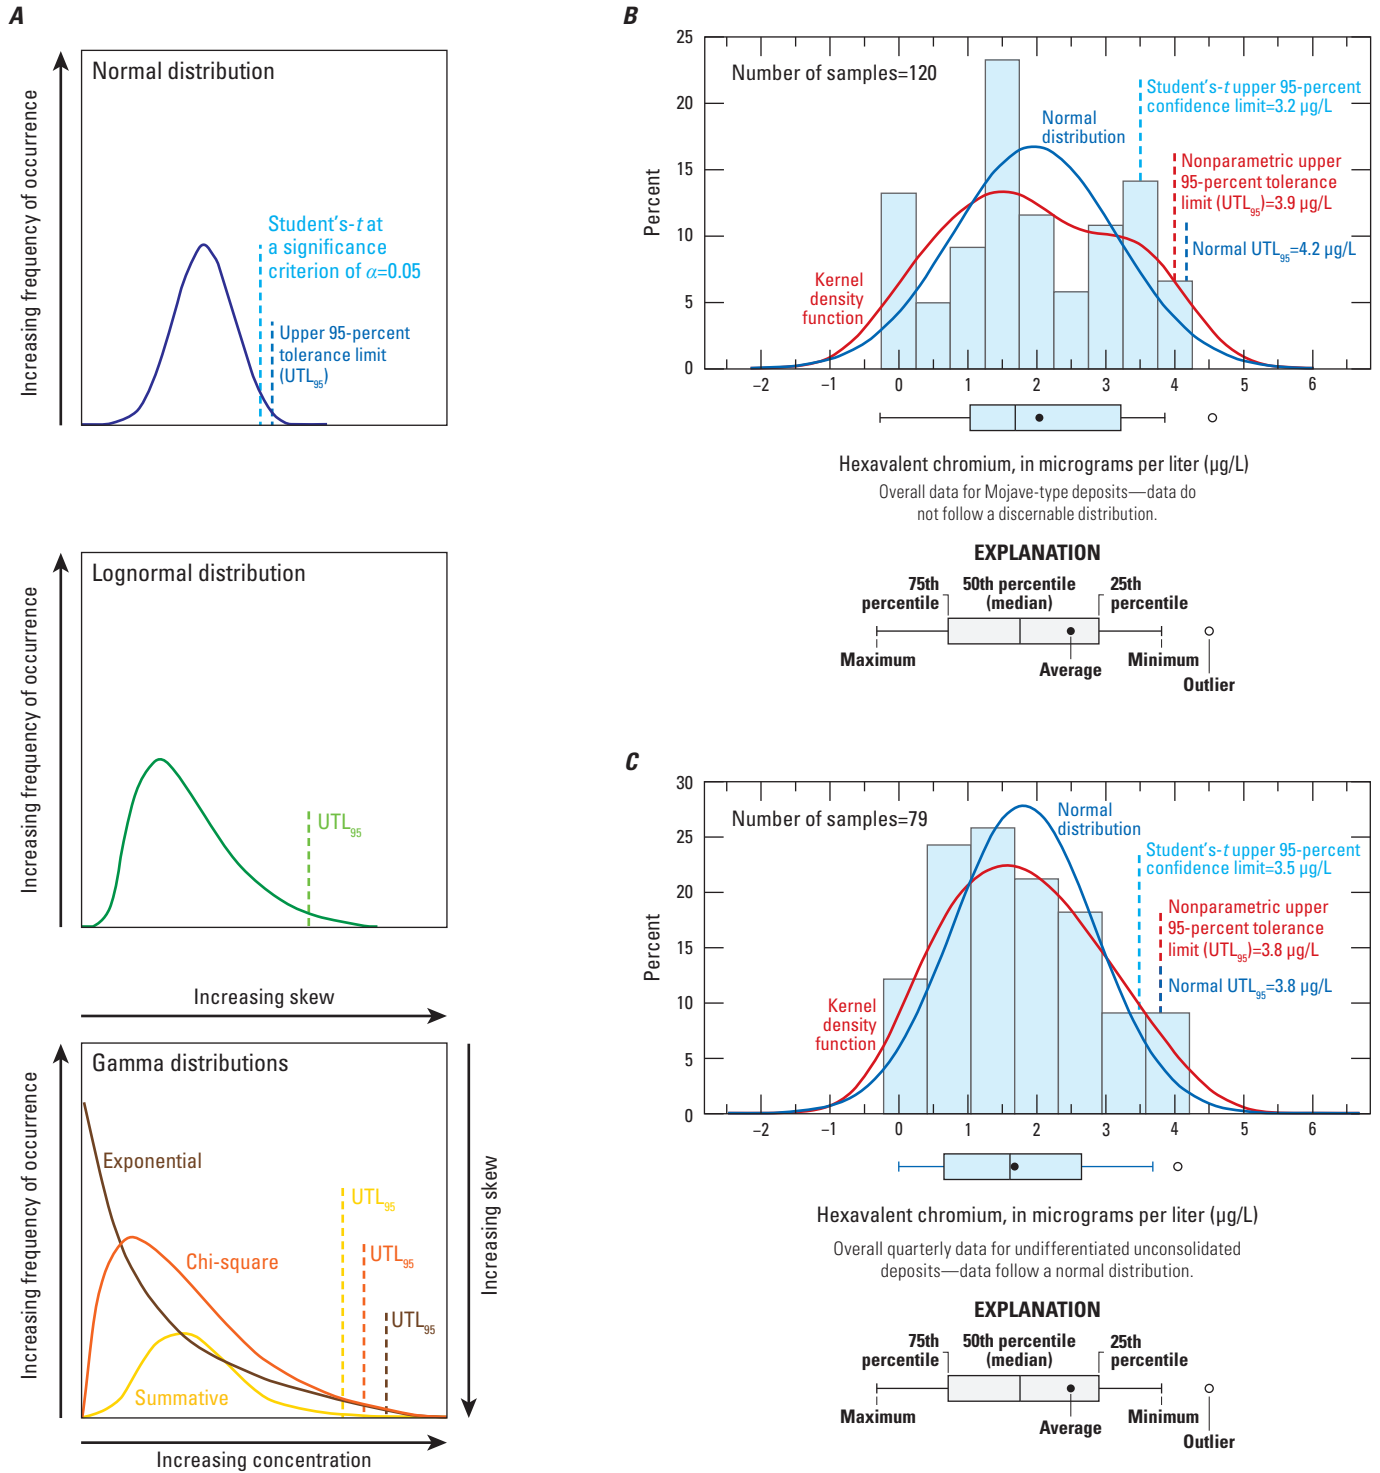 A
Normal distribution
Increasing frequency of occurrence
Student's-t at
a significance
criterion of α=0.05
Upper 95-percent
tolerance limit
(UTL95)
Lognormal distribution
Increasing frequency of occurrence
UTL95
Increasing skew
Gamma distributions
Increasing frequency of occurrence
Exponential
UTL95
Chi-square
UTL95
UTL95
Summative
Increasing skew
Increasing concentration
B
25
20
15
10
5
0
Percent
Number of samples=120
Student's-t upper 95-percent
confidence limit=3.2 µg/L
Normal
distribution
Nonparametric upper
95-percent tolerance
limit (UTL95)=3.9 µg/L
Normal UTL95=4.2 µg/L
Kernel
density
function
–2 –1 0 1 2 3 4 5 6
Hexavalent chromium, in micrograms per liter (µg/L)
Overall data for Mojave-type deposits—data do
not follow a discernable distribution.
EXPLANATION
75th
percentile
50th percentile
(median)
25th
percentile
Maximum
Average
Minimum
Outlier
C
30
25
20
15
10
5
0
Percent
Number of samples=79
Normal
distribution
Student's-t upper 95-percent
confidence limit=3.5 µg/L
Nonparametric upper
95-percent tolerance
limit (UTL95)=3.8 µg/L
Normal UTL95=3.8 µg/L
Kernel
density
function
–2 –1 0 1 2 3 4 5 6
Hexavalent chromium, in micrograms per liter (µg/L)
Overall quarterly data for undifferentiated unconsolidated
deposits—data follow a normal distribution.
EXPLANATION
75th
percentile
50th percentile
(median)
25th
percentile
Maximum
Average
Minimum
Outlier